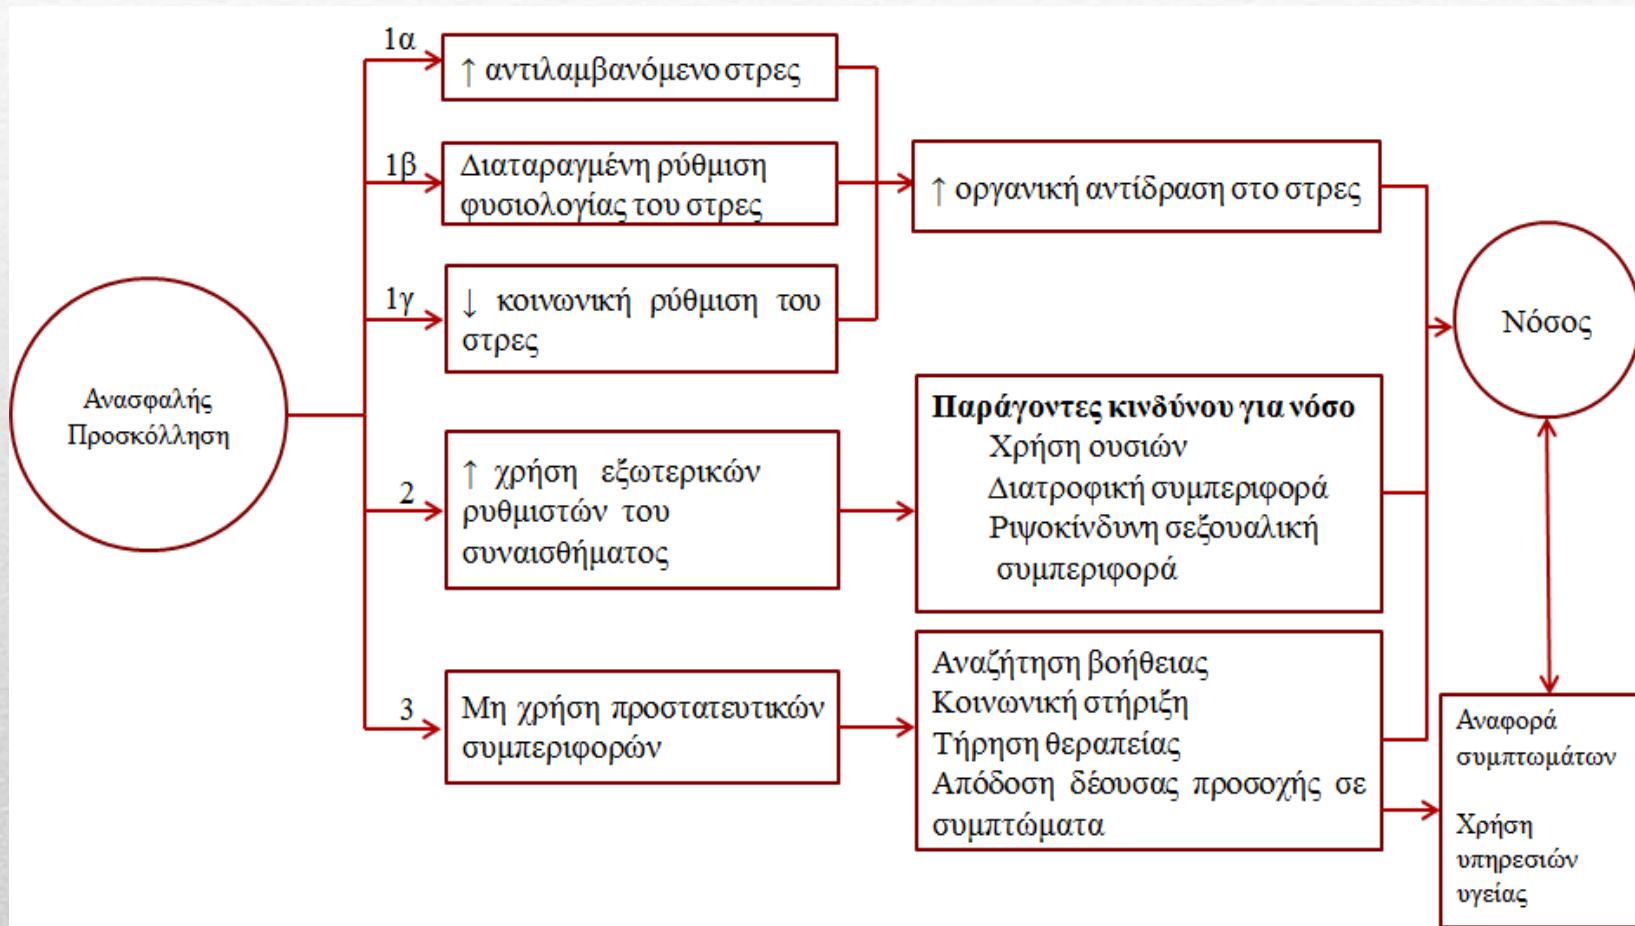 Ανασφαλής
Προσκόλληση
1α
↑ αντιλαμβανόμενο στρες
1β
Διαταραγμένη ρύθμιση
φυσιολογίας του στρες
1γ
↓ κοινωνική ρύθμιση του
στρες
2
↑ χρήση εξωτερικών
ρυθμιστών του
συναισθήματος
3
Μη χρήση προστατευτικών
συμπεριφορών
↑ οργανική αντίδραση στο στρες
Παράγοντες κινδύνου για νόσο
Χρήση ουσιών
Διατροφική συμπεριφορά
Ριψοκίνδυνη σεξουαλική
συμπεριφορά
Αναζήτηση βοήθειας
Κοινωνική στήριξη
Τήρηση θεραπείας
Απόδοση δέουσας προσοχής σε
συμπτώματα
Νόσος
Αναφορά
συμπτωμάτων
Χρήση
υπηρεσιών
υγείας